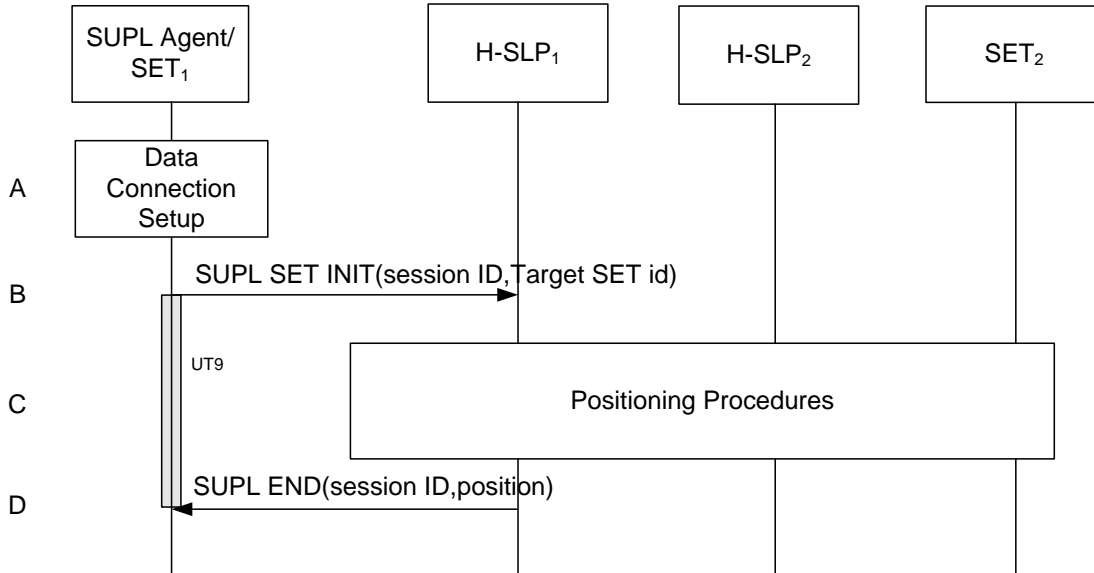 SUPL Agent/
SET₁
H-SLP₁
H-SLP₂
SET₂
A
Data
Connection
Setup
B
SUPL SET INIT(session ID,Target SET id)
UT9
C
Positioning Procedures
D
SUPL END(session ID,position)